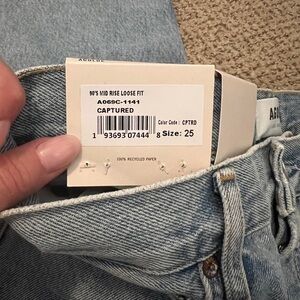 AGOLDE
90'S MID RISE LOOSE FIT
A069C-1141
CAPTURED
Color Code: CPTRD
1 93693 07444 8 Size: 25
100% RECYCLED PAPER